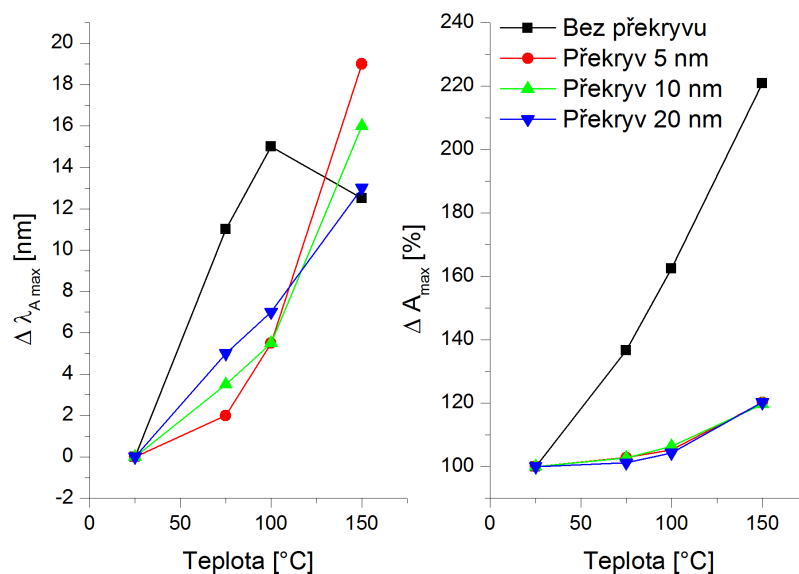 20
18
16
14
12
10
8
6
4
2
0
-2
Δ λA max [nm]
0 50 100 150
Teplota [°C]
240
220
200
180
160
140
120
100
Δ Amax [%]
0 50 100 150
Teplota [°C]
Bez překryvu
Překryv 5 nm
Překryv 10 nm
Překryv 20 nm